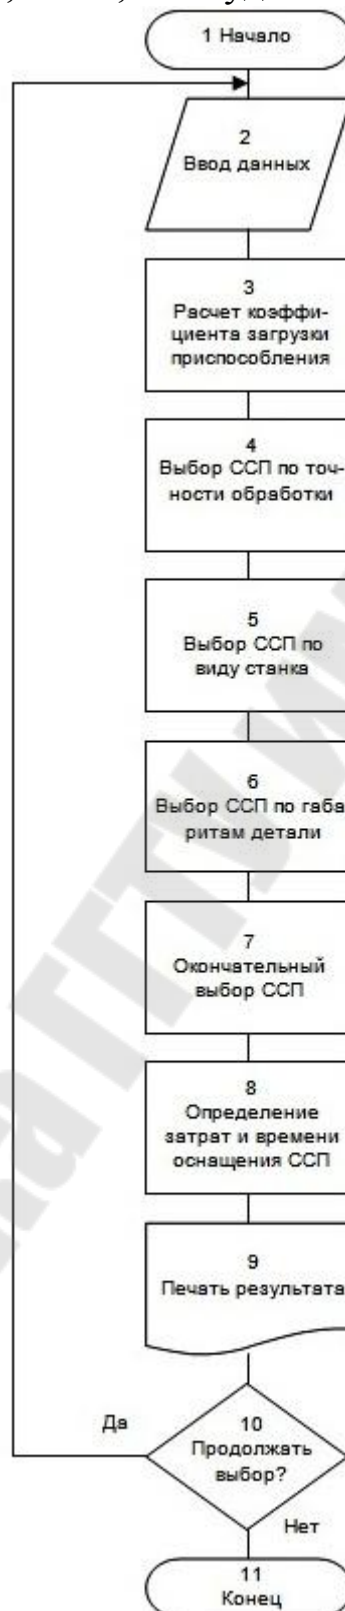 1 Начало
2
Ввод данных
3
Расчет коэффи-
циента загрузки
приспособления
4
Выбор ССП по точ-
ности обработки
5
Выбор ССП по
виду станка
6
Выбор ССП по габа
ритам детали
7
Окончательный
выбор ССП
8
Определение
затрат и времени
оснащения ССП
9
Печать результата
Да
10
Продолжать
выбор?
Нет
11
Конец